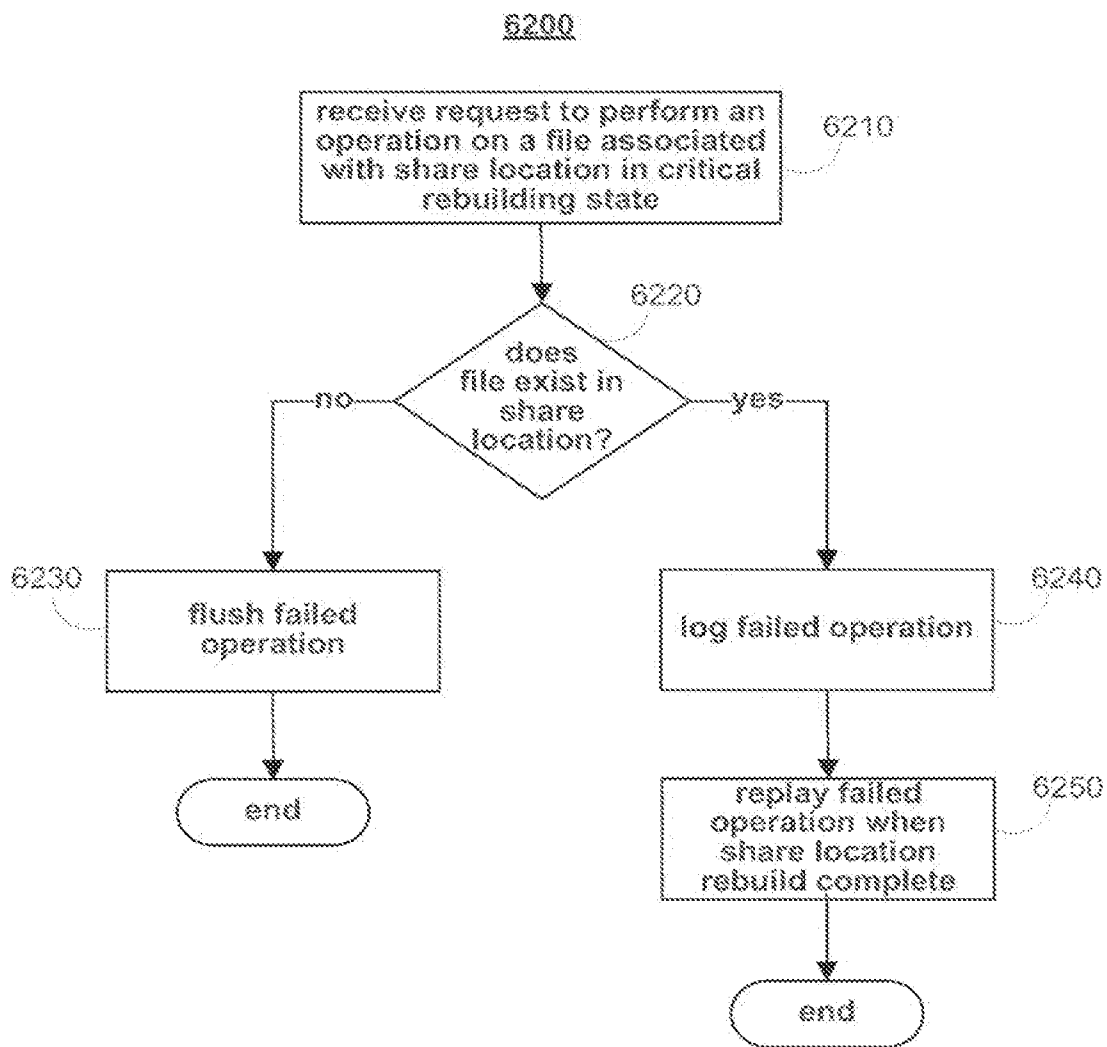 6200
receive request to perform an
operation on a file associated
with share location in critical
rebuilding state
6210
6220
does
file exist in
share
location?
no
yes
6230
flush failed
operation
6240
log failed operation
end
6250
replay failed
operation when
share location
rebuild complete
end